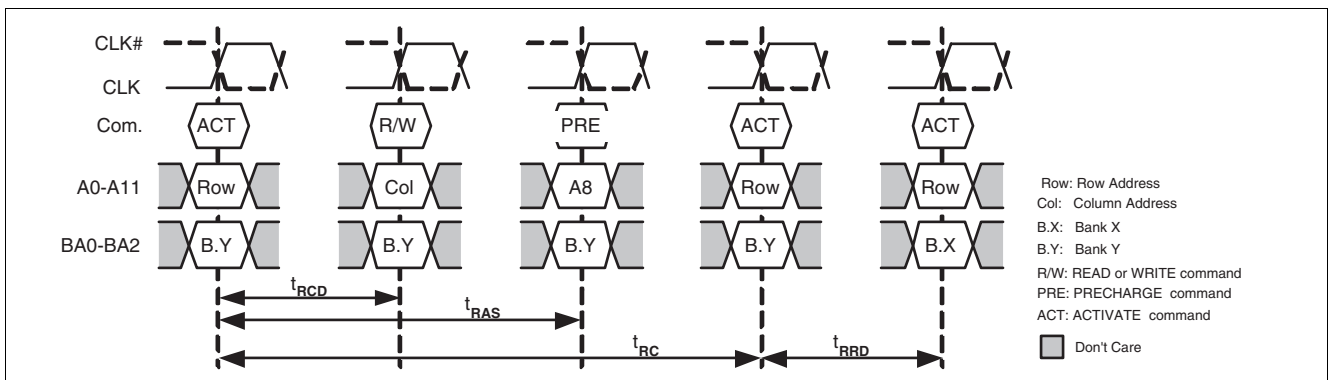 CLK#
CLK
Com. ACT R/W PRE ACT ACT
A0-A11 Row Col A8 Row Row
BA0-BA2 B.Y B.Y B.Y B.Y B.X
tRCD
tRAS
tRC tRRD
Row: Row Address
Col: Column Address
B.X: Bank X
B.Y: Bank Y
R/W: READ or WRITE command
PRE: PRECHARGE command
ACT: ACTIVATE command
Don't Care